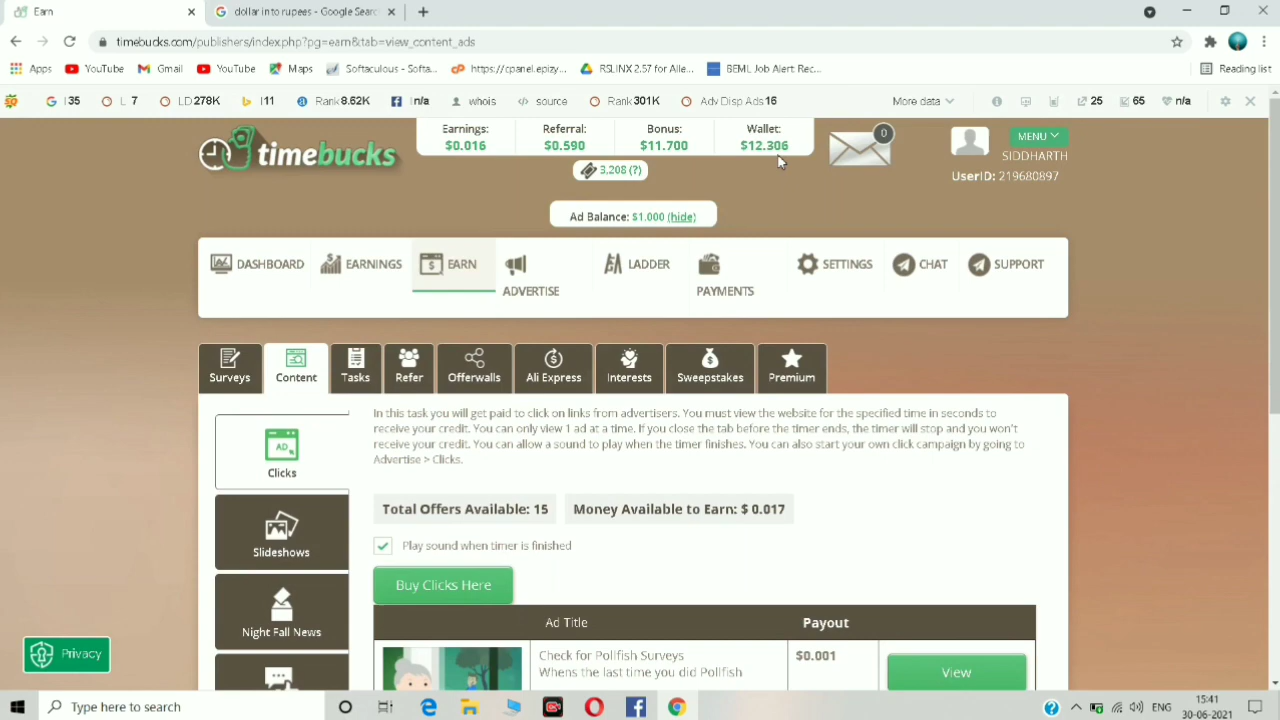 Earn
dollar into rupees - Google Searc
timebucks.com/publishers/index.php?pg=earn&tab=view_content_ads
Apps YouTube Gmail YouTube Maps Softaculous - Softa... https://cpanel.epizy... RSLINX 2.57 for Alle... BEML Job Alert Rec... Reading list
I 35 L 7 LD 278K I 11 Rank 8.62K I n/a whois source Rank 301K Adv Disp Ads 16 More data 25 65 n/a
timebucks
Earnings: Referral: Bonus: Wallet:
$0.016 $0.590 $11.700 $12.306
0
MENU
SIDDHARTH
UserID: 219680897
3,208 (?)
Ad Balance: $1.000 (hide)
DASHBOARD EARNINGS EARN ADVERTISE LADDER PAYMENTS SETTINGS CHAT SUPPORT
Surveys Content Tasks Refer Offerwalls Ali Express Interests Sweepstakes Premium
AD
Clicks
Slideshows
Night Fall News
In this task you will get paid to click on links from advertisers. You must view the website for the specified time in seconds to
receive your credit. You can only view 1 ad at a time. If you close the tab before the timer ends, the timer will stop and you won't
receive your credit. You can allow a sound to play when the timer finishes. You can also start your own click campaign by going to
Advertise > Clicks.
Total Offers Available: 15 Money Available to Earn: $ 0.017
Play sound when timer is finished
Buy Clicks Here
Ad Title Payout
Check for Pollfish Surveys $0.001
Whens the last time you did Pollfish
View
Privacy
Type here to search
ENG
15:41
30-06-2021